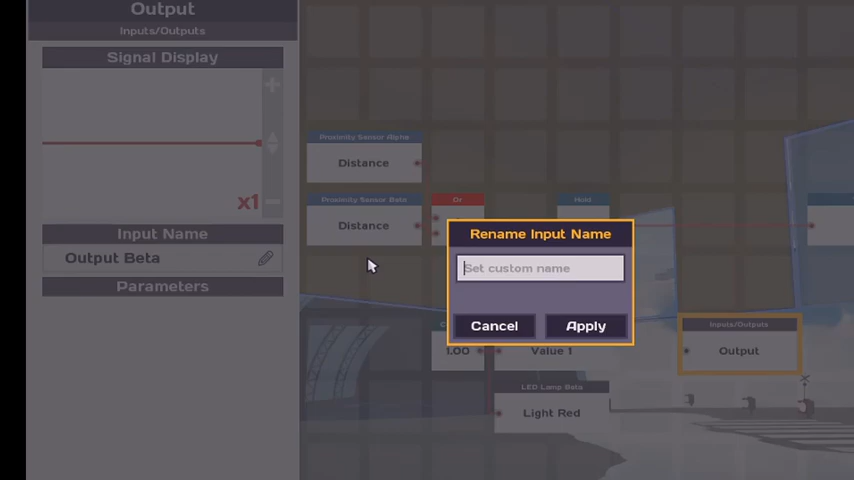 Output
Inputs/Outputs
Signal Display
x1
Input Name
Output Beta
Parameters
Proximity Sensor Alpha
Distance
Proximity Sensor Beta
Distance
Or
Hold
Rename Input Name
Set custom name
Cancel
Apply
1.00
Value 1
LED Lamp Beta
Light Red
Inputs/Outputs
Output